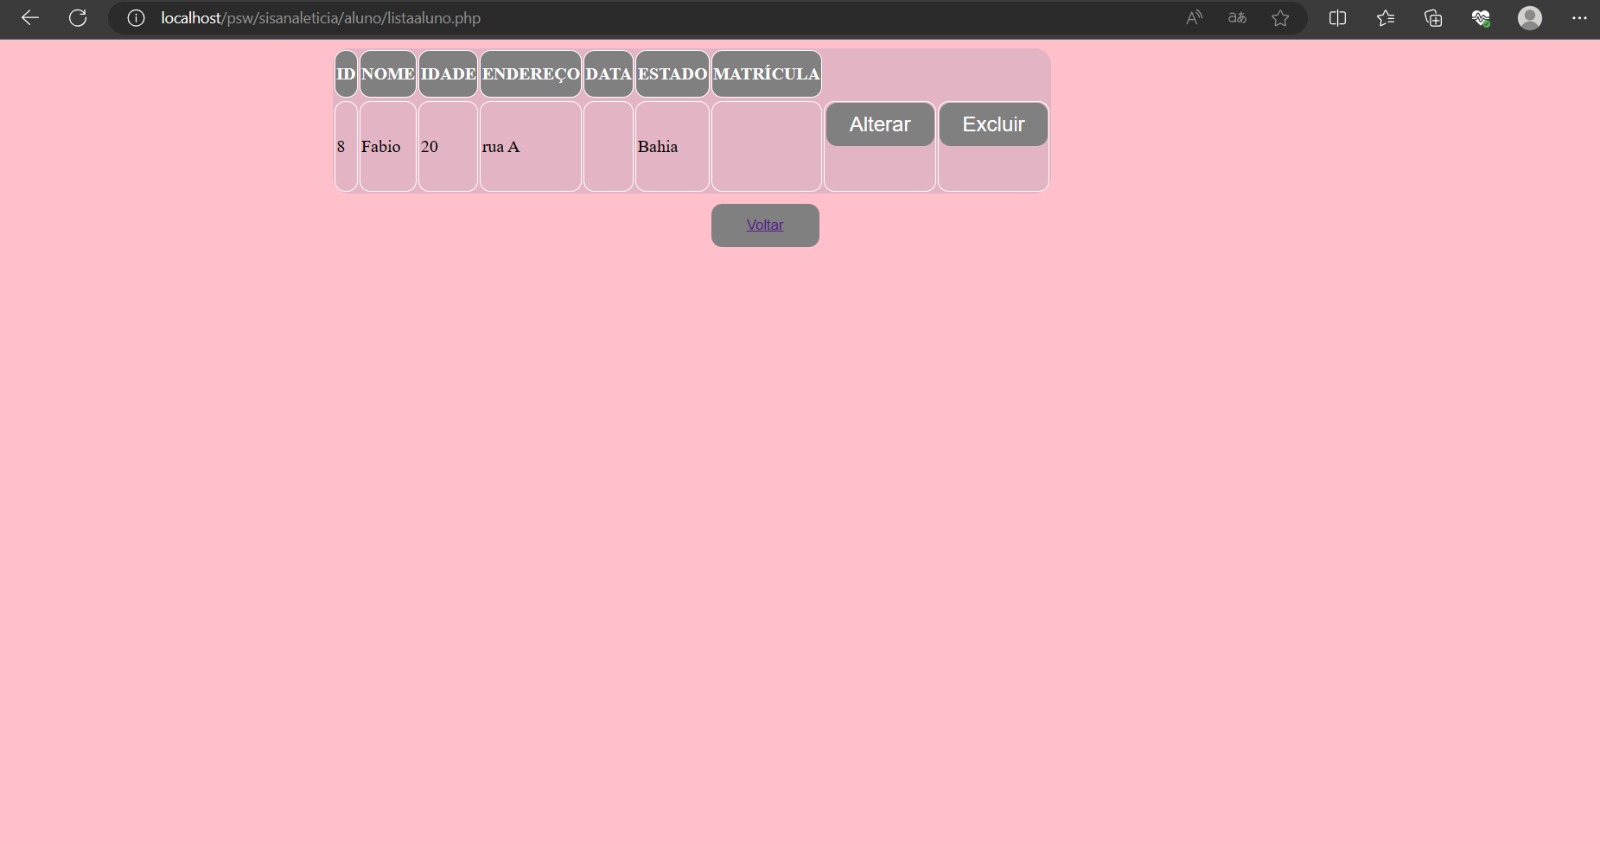 localhost/psw/sisanaleticia/aluno/listaaluno.php
ID NOME IDADE ENDEREÇO DATA ESTADO MATRÍCULA
8 Fabio 20 rua A Bahia Alterar Excluir
Voltar